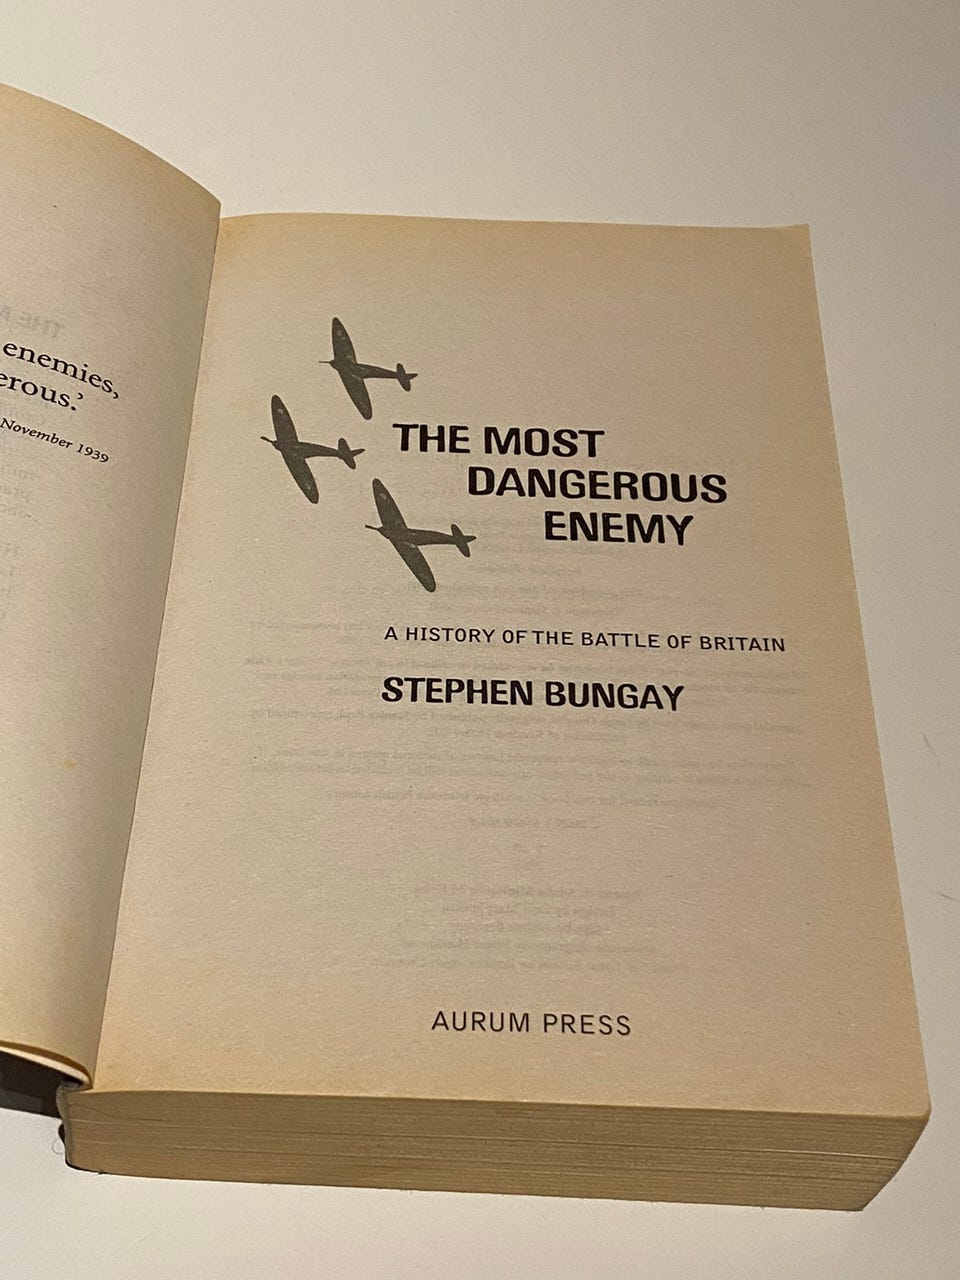 enemies,
erous.'
November 1939
THE MOST
DANGEROUS
ENEMY
A HISTORY OF THE BATTLE OF BRITAIN
STEPHEN BUNGAY
AURUM PRESS